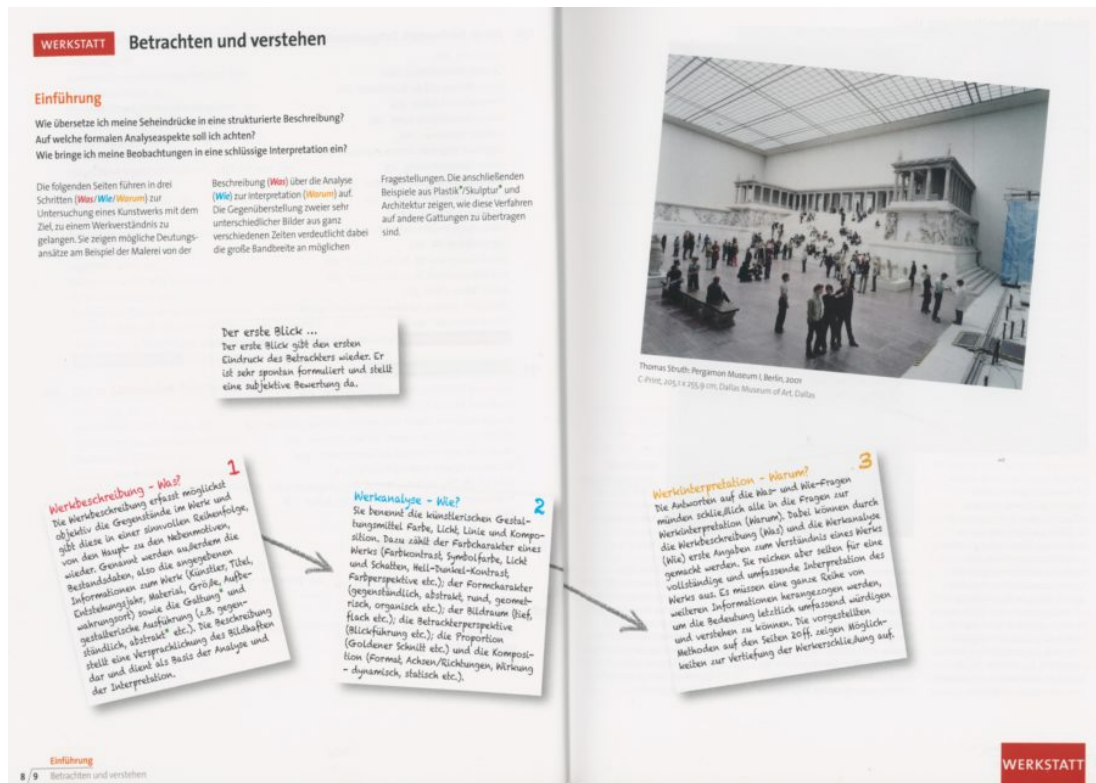 WERKSTATT Betrachten und verstehen
Einführung
Wie übersetze ich meine Seheindrücke in eine strukturierte Beschreibung?
Auf welche formalen Analyseaspekte soll ich achten?
Wie bringe ich meine Beobachtungen in eine schlüssige Interpretation ein?
Die folgenden Seiten führen in drei
Schritten (Was/Wie/Warum) zur
Untersuchung eines Kunstwerks mit dem
Ziel, zu einem Werkverständnis zu
gelangen. Sie zeigen mögliche Deutungs-
ansätze am Beispiel der Malerei von der
Beschreibung (Was) über die Analyse
(Wie) zur Interpretation (Warum) auf.
Die Gegenüberstellung zweier sehr
unterschiedlicher Bilder aus ganz
verschiedenen Zeiten verdeutlicht dabei
die große Bandbreite an möglichen
Fragestellungen. Die anschließenden
Beispiele aus Plastik*/Skulptur* und
Architektur zeigen, wie diese Verfahren
auf andere Gattungen zu übertragen
sind.
Der erste Blick ...
Der erste Blick gibt den ersten
Eindruck des Betrachters wieder. Er
ist sehr spontan formuliert und stellt
eine subjektive Bewertung da.
1
Werkbeschreibung - Was?
Die Werkbeschreibung erfasst möglichst
objektiv die Gegenstände im Werk und
gibt diese in einer sinnvollen Reihenfolge,
von den Haupt- zu den Nebenmotiven,
wieder. Genannt werden außerdem die
Bestandsdaten, also die angegebenen
Informationen zum Werk (Künstler, Titel,
Entstehungsjahr, Material, Größe, Aufbe-
wahrungsort) sowie die Gattung* und
gestalterische Ausführung (z.B. gegen-
ständlich, abstrakt* etc.). Die Beschreibung
stellt eine Versprachlichung des Bildhaften
dar und dient als Basis der Analyse und
der Interpretation.
2
Werkanalyse - Wie?
Sie benennt die künstlerischen Gestal-
tungsmittel Farbe, Licht, Linie und Kompo-
sition. Dazu zählt der Farbcharakter eines
Werks (Farbkontrast, Symbolfarbe, Licht
und Schatten, Hell-Dunkel-Kontrast,
Farbperspektive etc.); der Formcharakter
(gegenständlich, abstrakt, rund, geomet-
risch, organisch etc.); der Bildraum (tief,
flach etc.); die Betrachterperspektive
(Blickführung etc.); die Proportion
(Goldener Schnitt etc.) und die Komposi-
tion (Format, Achsen/Richtungen, Wirkung
- dynamisch, statisch etc.).
Thomas Struth: Pergamon Museum I, Berlin, 2001
C-Print, 205,1 x 255,9 cm, Dallas Museum of Art, Dallas
3
Werkinterpretation - Warum?
Die Antworten auf die Was- und Wie-Fragen
münden schließlich alle in die Fragen zur
Werkinterpretation (Warum). Dabei können durch
die Werkbeschreibung (Was) und die Werkanalyse
(Wie) erste Angaben zum Verständnis eines Werks
gemacht werden. Sie reichen aber selten für eine
vollständige und umfassende Interpretation des
Werks aus. Es müssen eine ganze Reihe von
weiteren Informationen herangezogen werden,
um die Bedeutung letztlich umfassend würdigen
und verstehen zu können. Die vorgestellten
Methoden auf den Seiten 20ff. zeigen Möglich-
keiten zur Vertiefung der Werkerschließung auf.
Einführung
8/9 Betrachten und verstehen
WERKSTATT